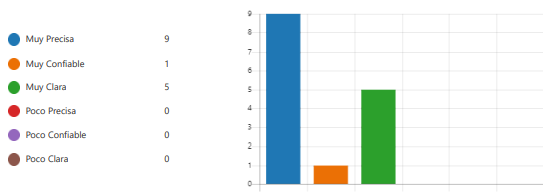 Muy Precisa 9
Muy Confiable 1
Muy Clara 5
Poco Precisa 0
Poco Confiable 0
Poco Clara 0
9
8
7
6
5
4
3
2
1
0